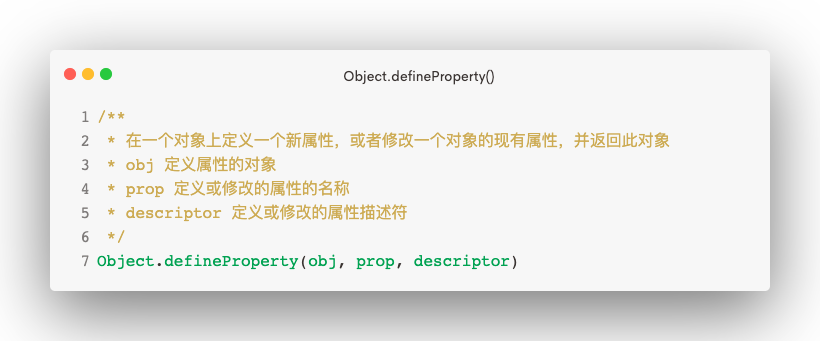 Object.defineProperty()
1 /**
2  * 在一个对象上定义一个新属性，或者修改一个对象的现有属性，并返回此对象
3  * obj 定义属性的对象
4  * prop 定义或修改的属性的名称
5  * descriptor 定义或修改的属性描述符
6  */
7 Object.defineProperty(obj, prop, descriptor)